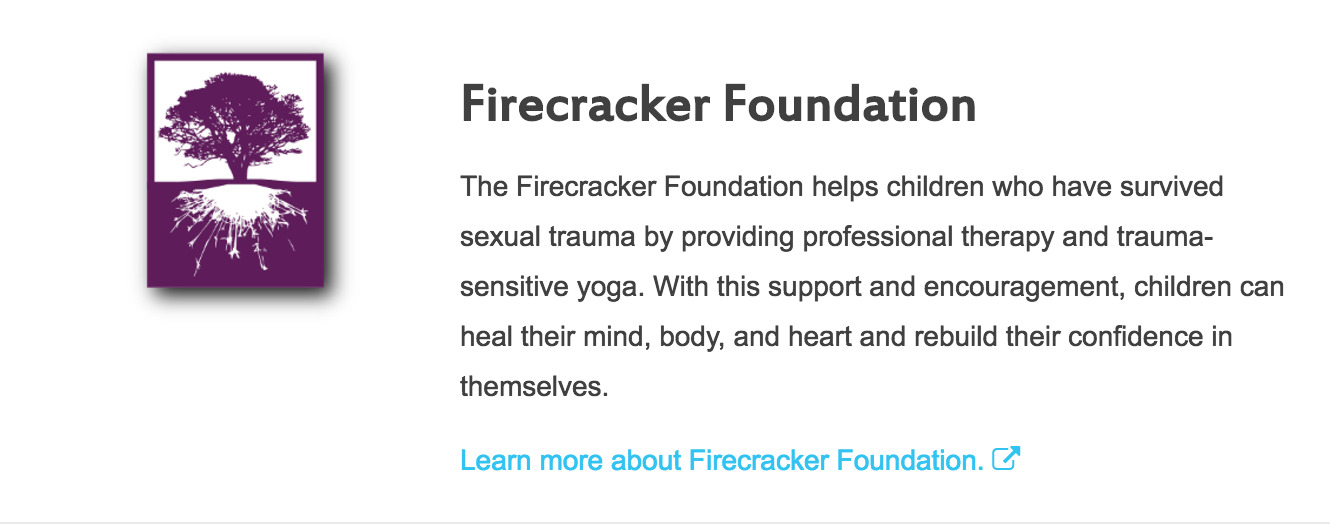 Firecracker Foundation
The Firecracker Foundation helps children who have survived
sexual trauma by providing professional therapy and trauma-
sensitive yoga. With this support and encouragement, children can
heal their mind, body, and heart and rebuild their confidence in
themselves.
Learn more about Firecracker Foundation.